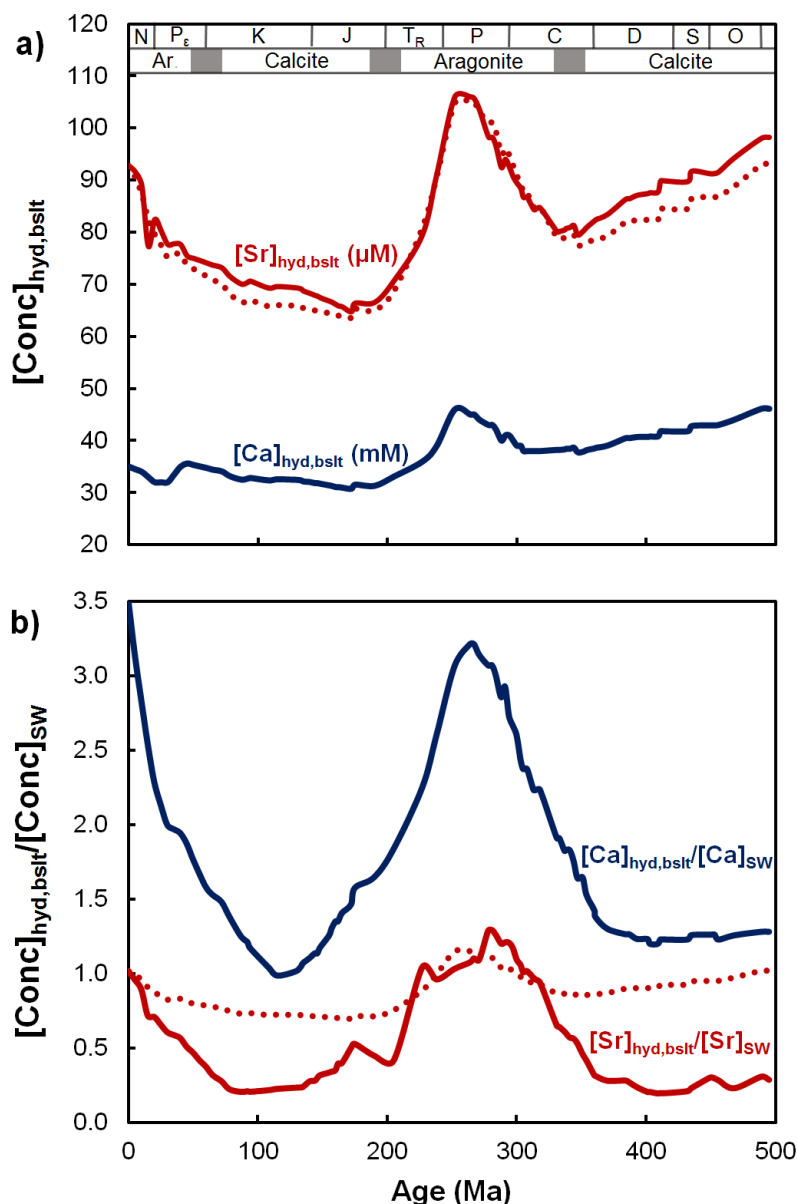 a)
N Pε K J TR P C D S O
Ar. Calcite Aragonite Calcite
120
110
100
90
80
70
60
50
40
30
20
[Conc]hyd,bslt
[Sr]hyd,bslt (µM)
[Ca]hyd,bslt (mM)
b)
3.5
3.0
2.5
2.0
1.5
1.0
0.5
0.0
[Conc]hyd,bslt/[Conc]SW
[Ca]hyd,bslt/[Ca]SW
[Sr]hyd,bslt/[Sr]SW
0 100 200 300 400 500
Age (Ma)